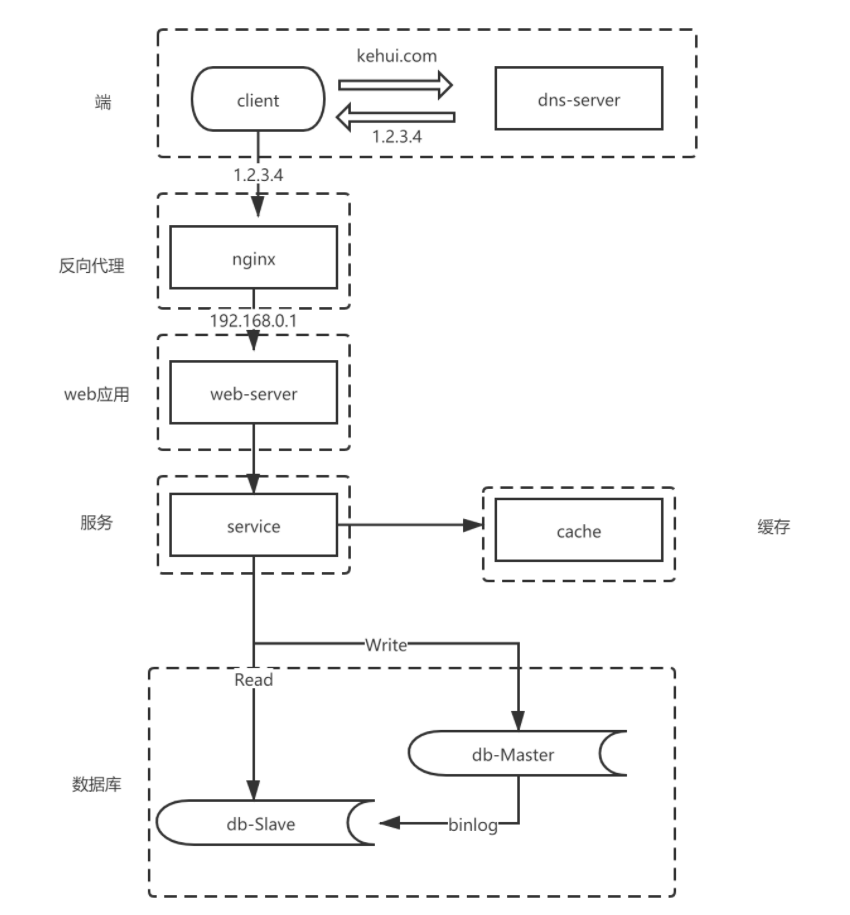 kehui.com
端
client
dns-server
1.2.3.4
1.2.3.4
反向代理
nginx
192.168.0.1
web应用
web-server
服务
service
cache
缓存
Write
Read
db-Master
数据库
db-Slave
binlog